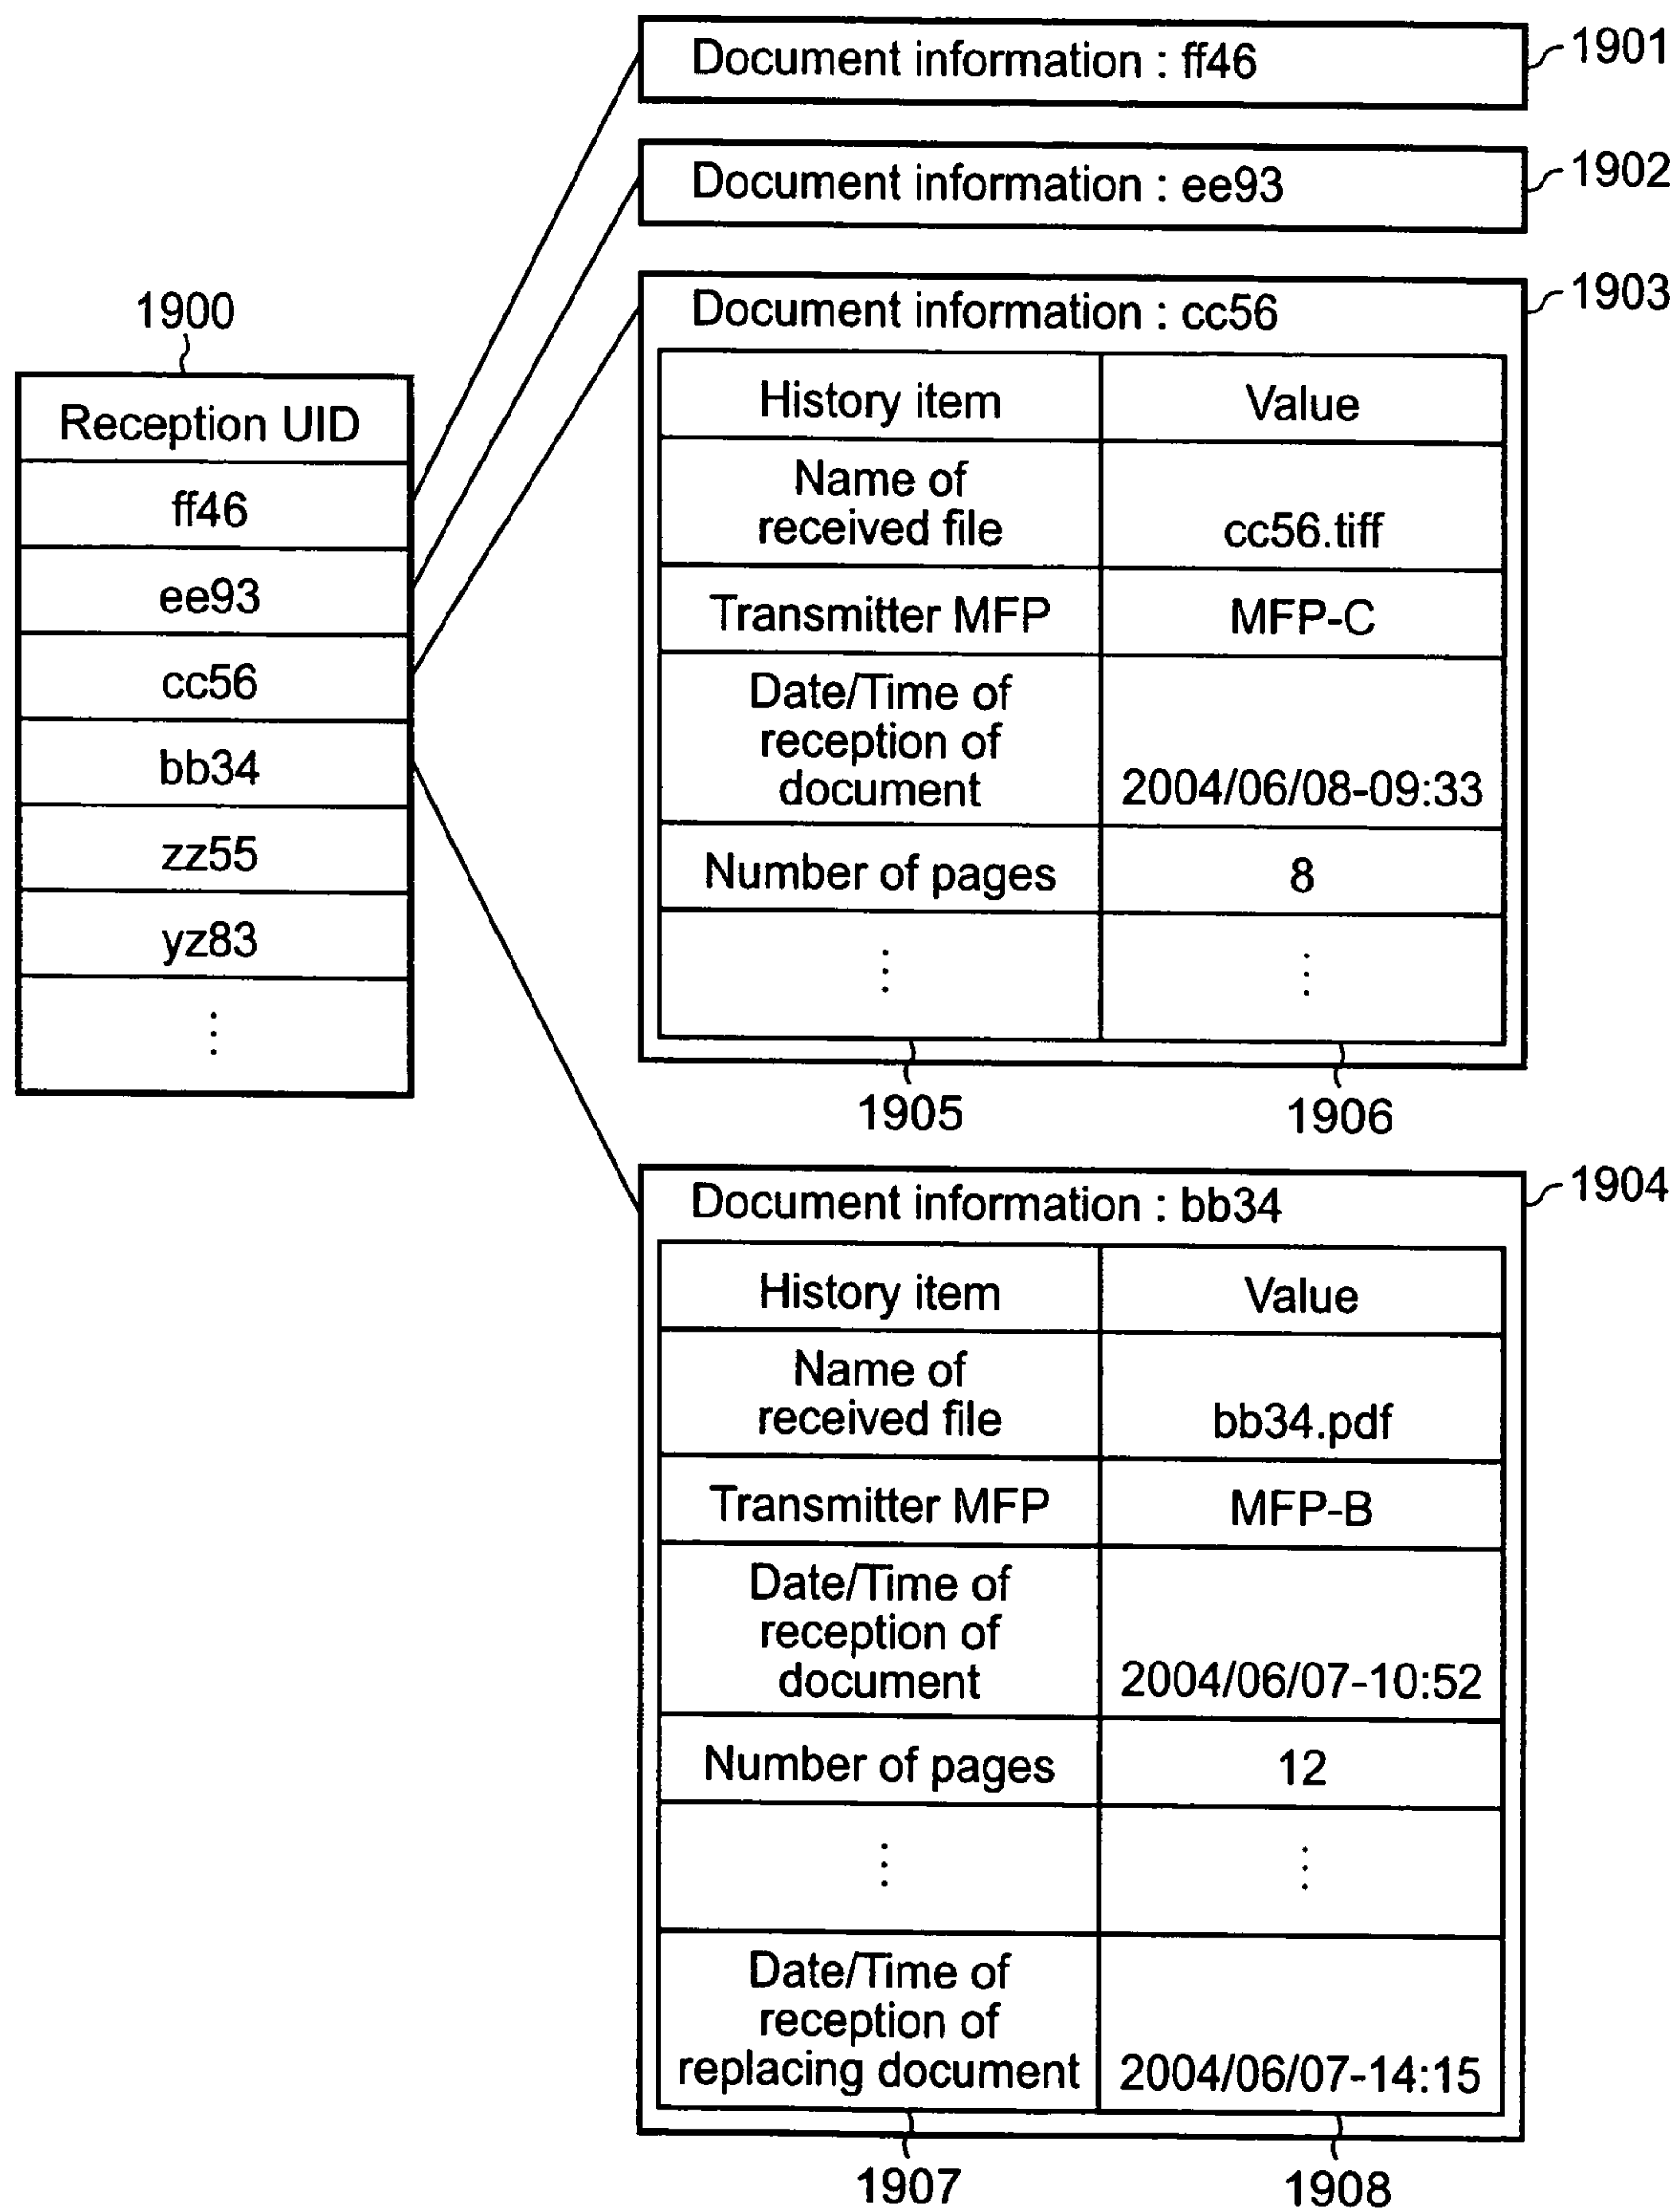 Document information : ff46
1901
Document information : ee93
1902
1900
Reception UID
ff46
ee93
cc56
bb34
zz55
yz83
⋮
Document information : cc56
1903
History item
Value
Name of
received file
cc56.tiff
Transmitter MFP
MFP-C
Date/Time of
reception of
document
2004/06/08-09:33
Number of pages
8
⋮
⋮
1905
1906
Document information : bb34
1904
History item
Value
Name of
received file
bb34.pdf
Transmitter MFP
MFP-B
Date/Time of
reception of
document
2004/06/07-10:52
Number of pages
12
⋮
⋮
Date/Time of
reception of
replacing document
2004/06/07-14:15
1907
1908